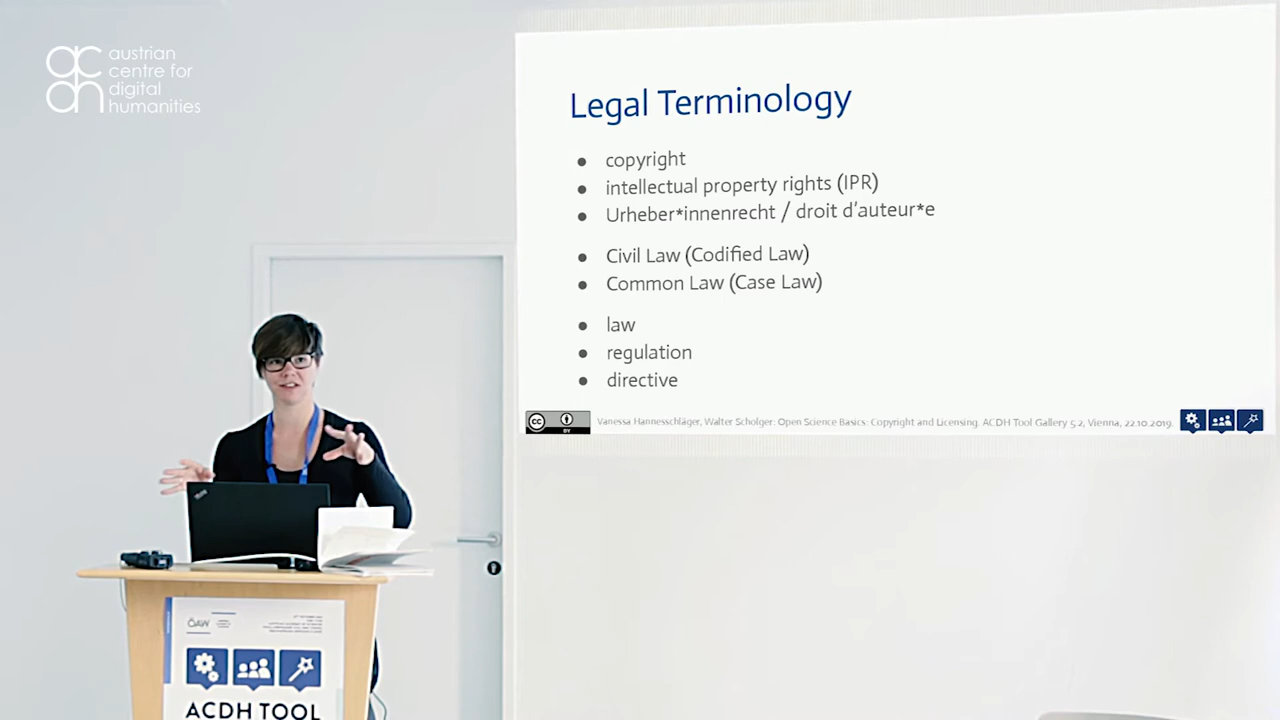 austrian
centre for
digital
humanities
Legal Terminology
● copyright
● intellectual property rights (IPR)
● Urheber*innenrecht / droit d'auteur*e
● Civil Law (Codified Law)
● Common Law (Case Law)
● law
● regulation
● directive
cc BY
Vanessa Hannesschläger, Walter Scholger: Open Science Basics: Copyright and Licensing. ACDH Tool Gallery 5.2, Vienna, 22.10.2019.
ÖAW
ACDH TOOL